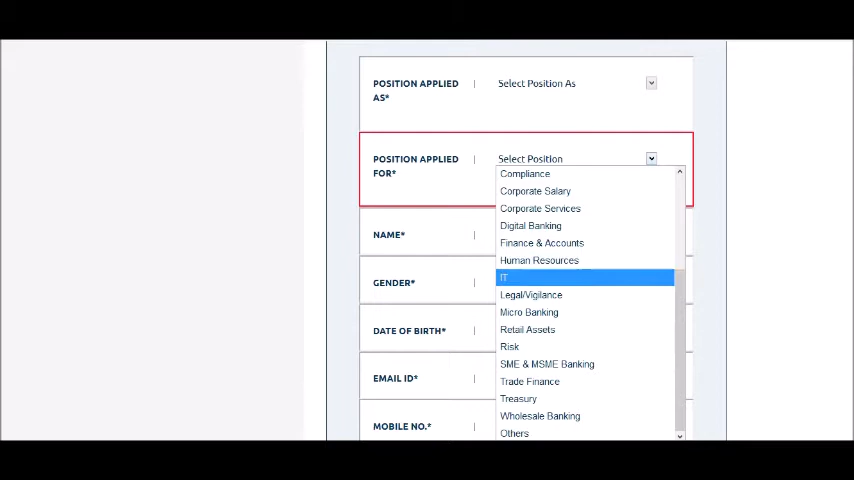 POSITION APPLIED AS* | Select Position As
POSITION APPLIED FOR* | Select Position
Compliance
Corporate Salary
Corporate Services
Digital Banking
Finance & Accounts
Human Resources
IT
Legal/Vigilance
Micro Banking
Retail Assets
Risk
SME & MSME Banking
Trade Finance
Treasury
Wholesale Banking
Others
NAME* |
GENDER* |
DATE OF BIRTH* |
EMAIL ID* |
MOBILE NO.* |